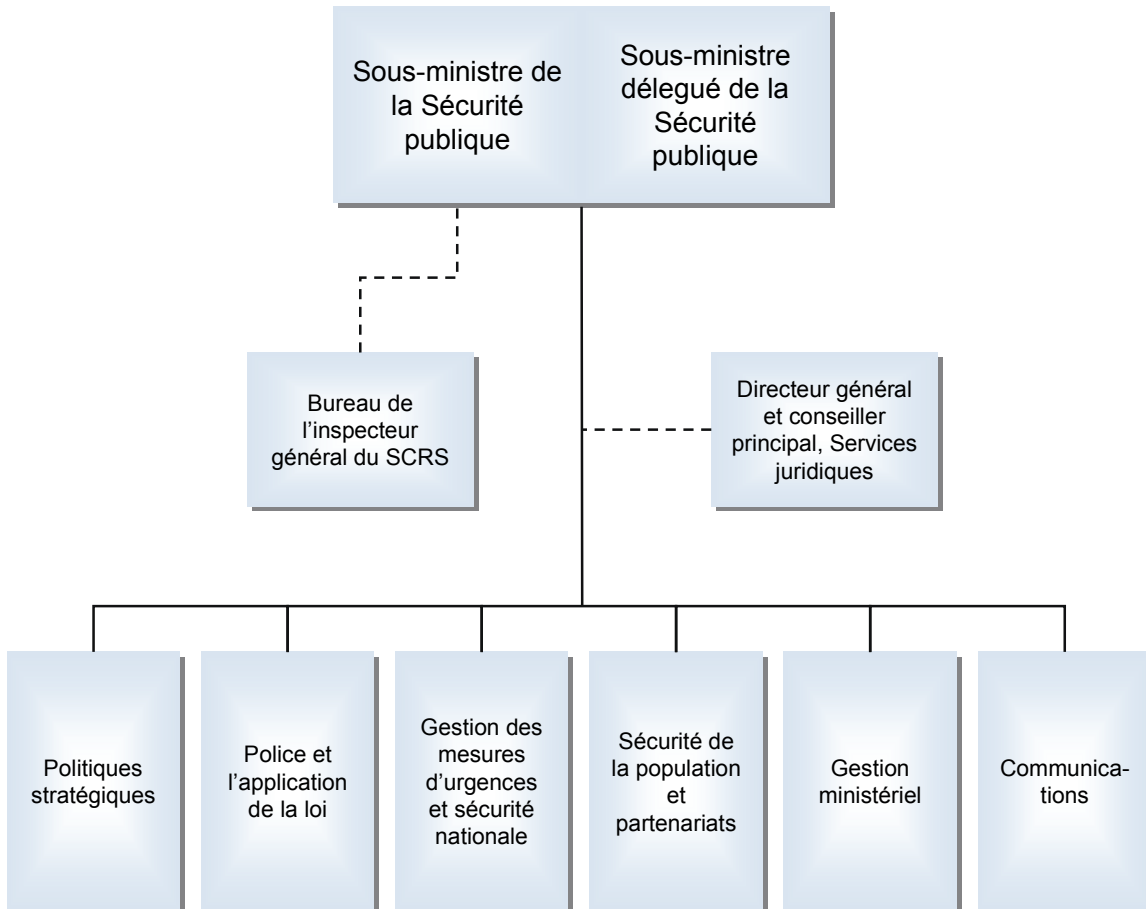 Sous-ministre de
la Sécurité
publique
Sous-ministre
délegué de la
Sécurité
publique
Bureau de
l'inspecteur
général du SCRS
Directeur général
et conseiller
principal, Services
juridiques
Politiques
stratégiques
Police et
l'application
de la loi
Gestion des
mesures
d'urgences
et sécurité
nationale
Sécurité de
la population
et
partenariats
Gestion
ministériel
Communica-
tions